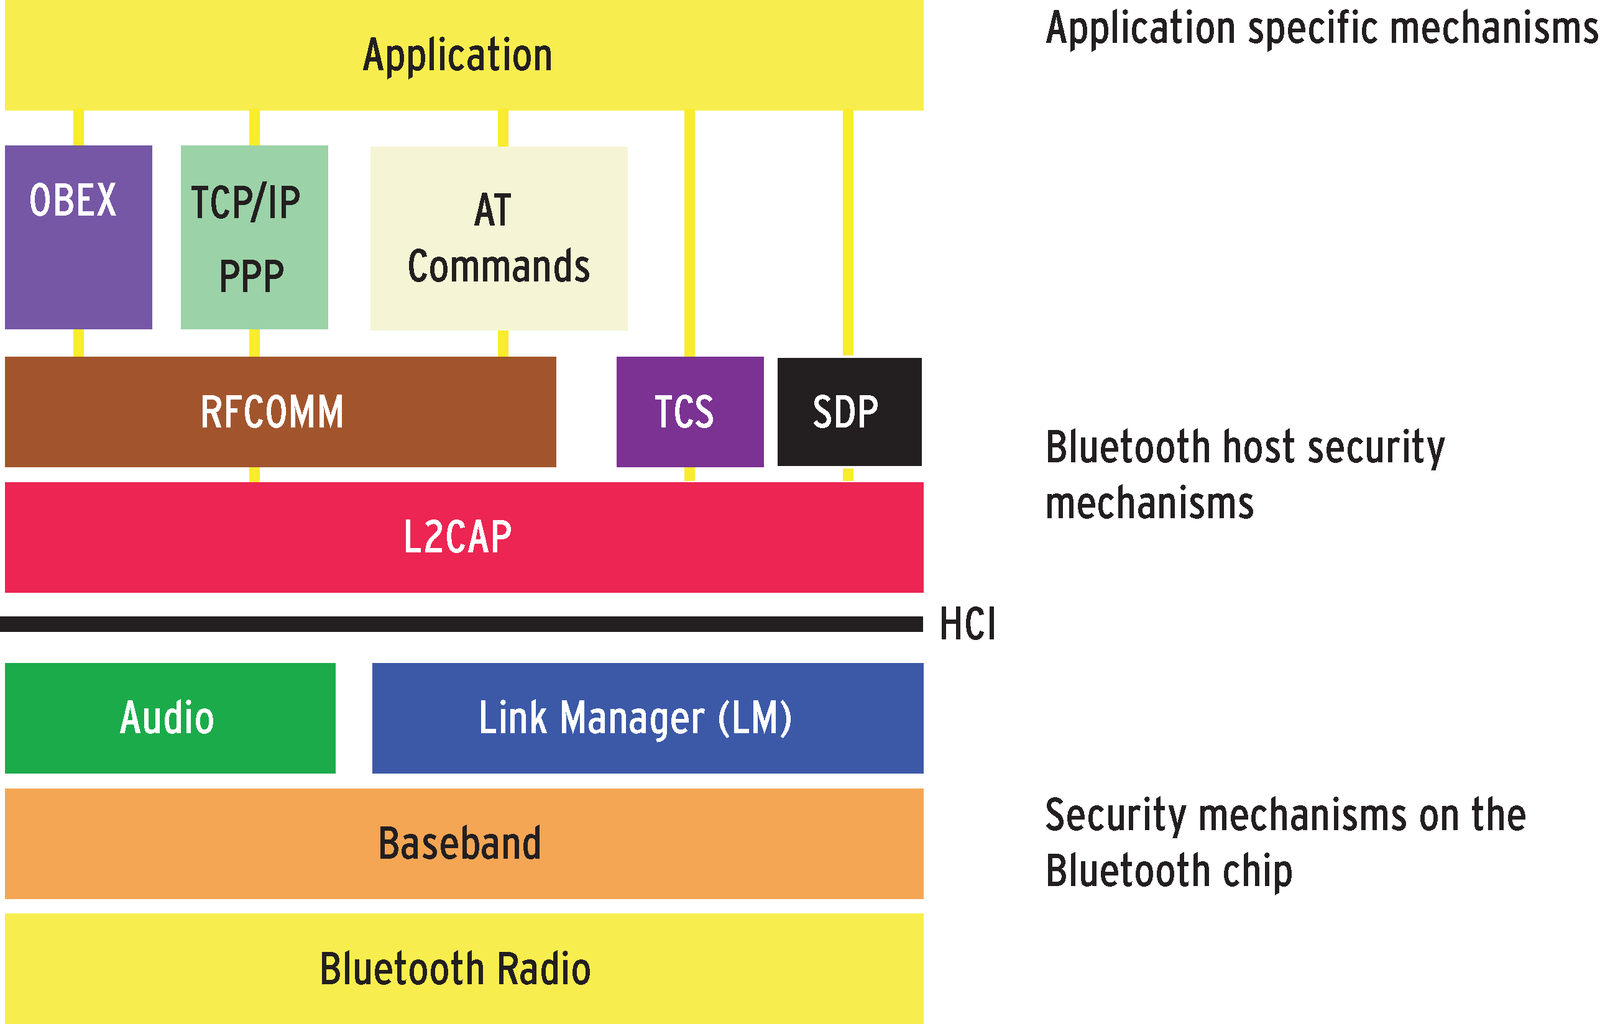 Application
Application specific mechanisms
OBEX
TCP/IP
PPP
AT
Commands
RFCOMM
TCS
SDP
Bluetooth host security
mechanisms
L2CAP
HCI
Audio
Link Manager (LM)
Baseband
Security mechanisms on the
Bluetooth chip
Bluetooth Radio